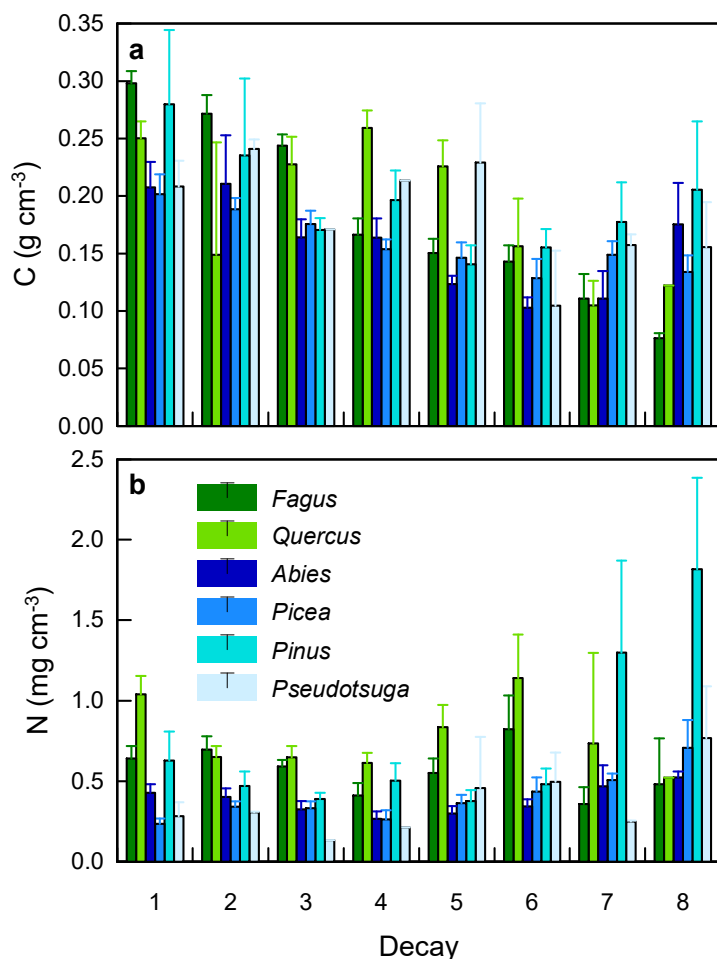 a
0.35
0.30
0.25
0.20
0.15
0.10
0.05
0.00
C (g cm-3)
b
2.5
2.0
1.5
1.0
0.5
0.0
N (mg cm-3)
Fagus
Quercus
Abies
Picea
Pinus
Pseudotsuga
1 2 3 4 5 6 7 8
Decay